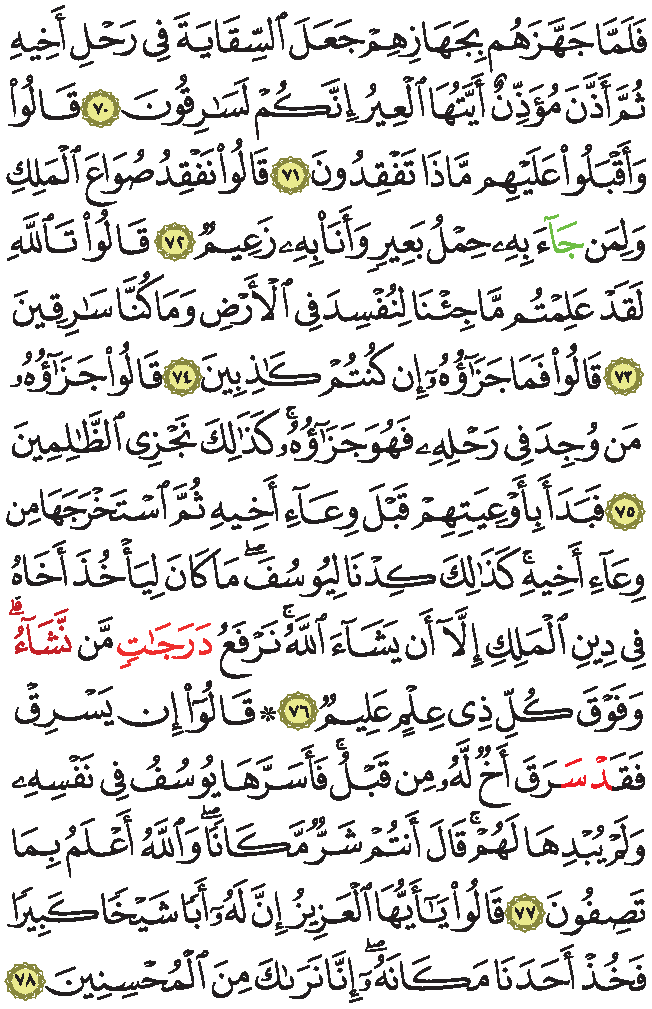 فَلَمَّا جَهَّزَهُم بِجَهَازِهِمْ جَعَلَ ٱلسِّقَايَةَ فِى رَحْلِ أَخِيهِ
ثُمَّ أَذَّنَ مُؤَذِّنٌ أَيَّتُهَا ٱلْعِيرُ إِنَّكُمْ لَسَٰرِقُونَ ٧٠ قَالُوا۟
وَأَقْبَلُوا۟ عَلَيْهِم مَّاذَا تَفْقِدُونَ ٧١ قَالُوا۟ نَفْقِدُ صُوَاعَ ٱلْمَلِكِ
وَلِمَن جَآءَ بِهِۦ حِمْلُ بَعِيرٍ وَأَنَا۠ بِهِۦ زَعِيمٌ ٧٢ قَالُوا۟ تَٱللَّهِ
لَقَدْ عَلِمْتُم مَّا جِئْنَا لِنُفْسِدَ فِى ٱلْأَرْضِ وَمَا كُنَّا سَٰرِقِينَ
٧٣ قَالُوا۟ فَمَا جَزَٰٓؤُهُۥٓ إِن كُنتُمْ كَٰذِبِينَ ٧٤ قَالُوا۟ جَزَٰٓؤُهُۥ
مَن وُجِدَ فِى رَحْلِهِۦ فَهُوَ جَزَٰٓؤُهُۥ ۚ كَذَٰلِكَ نَجْزِى ٱلظَّٰلِمِينَ
٧٥ فَبَدَأَ بِأَوْعِيَتِهِمْ قَبْلَ وِعَآءِ أَخِيهِ ثُمَّ ٱسْتَخْرَجَهَا مِن
وِعَآءِ أَخِيهِ ۚ كَذَٰلِكَ كِدْنَا لِيُوسُفَ ۖ مَا كَانَ لِيَأْخُذَ أَخَاهُ
فِى دِينِ ٱلْمَلِكِ إِلَّآ أَن يَشَآءَ ٱللَّهُ ۚ نَرْفَعُ دَرَجَٰتِ مَّن نَّشَآءُ ۗ
وَفَوْقَ كُلِّ ذِى عِلْمٍ عَلِيمٌ ٧٦ * قَالُوٓا۟ إِن يَسْرِقْ
فَقَدْ سَرَقَ أَخٌ لَّهُۥ مِن قَبْلُ ۚ فَأَسَرَّهَا يُوسُفُ فِى نَفْسِهِۦ
وَلَمْ يُبْدِهَا لَهُمْ ۚ قَالَ أَنتُمْ شَرٌّ مَّكَانًا ۖ وَٱللَّهُ أَعْلَمُ بِمَا
تَصِفُونَ ٧٧ قَالُوا۟ يَٰٓأَيُّهَا ٱلْعَزِيزُ إِنَّ لَهُۥٓ أَبًا شَيْخًا كَبِيرًا
فَخُذْ أَحَدَنَا مَكَانَهُۥٓ ۖ إِنَّا نَرَىٰكَ مِنَ ٱلْمُحْسِنِينَ ٧٨